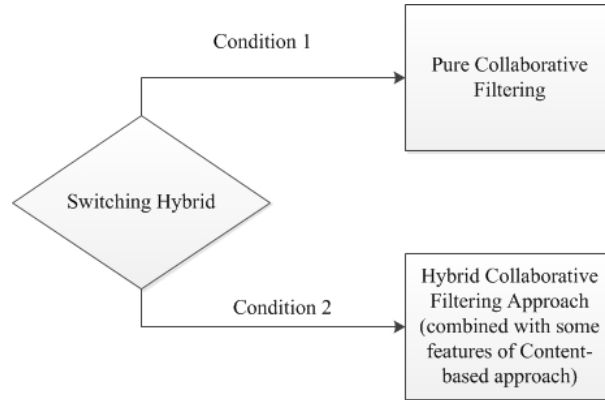 Condition 1
Pure Collaborative
Filtering
Switching Hybrid
Condition 2
Hybrid Collaborative
Filtering Approach
(combined with some
features of Content-
based approach)